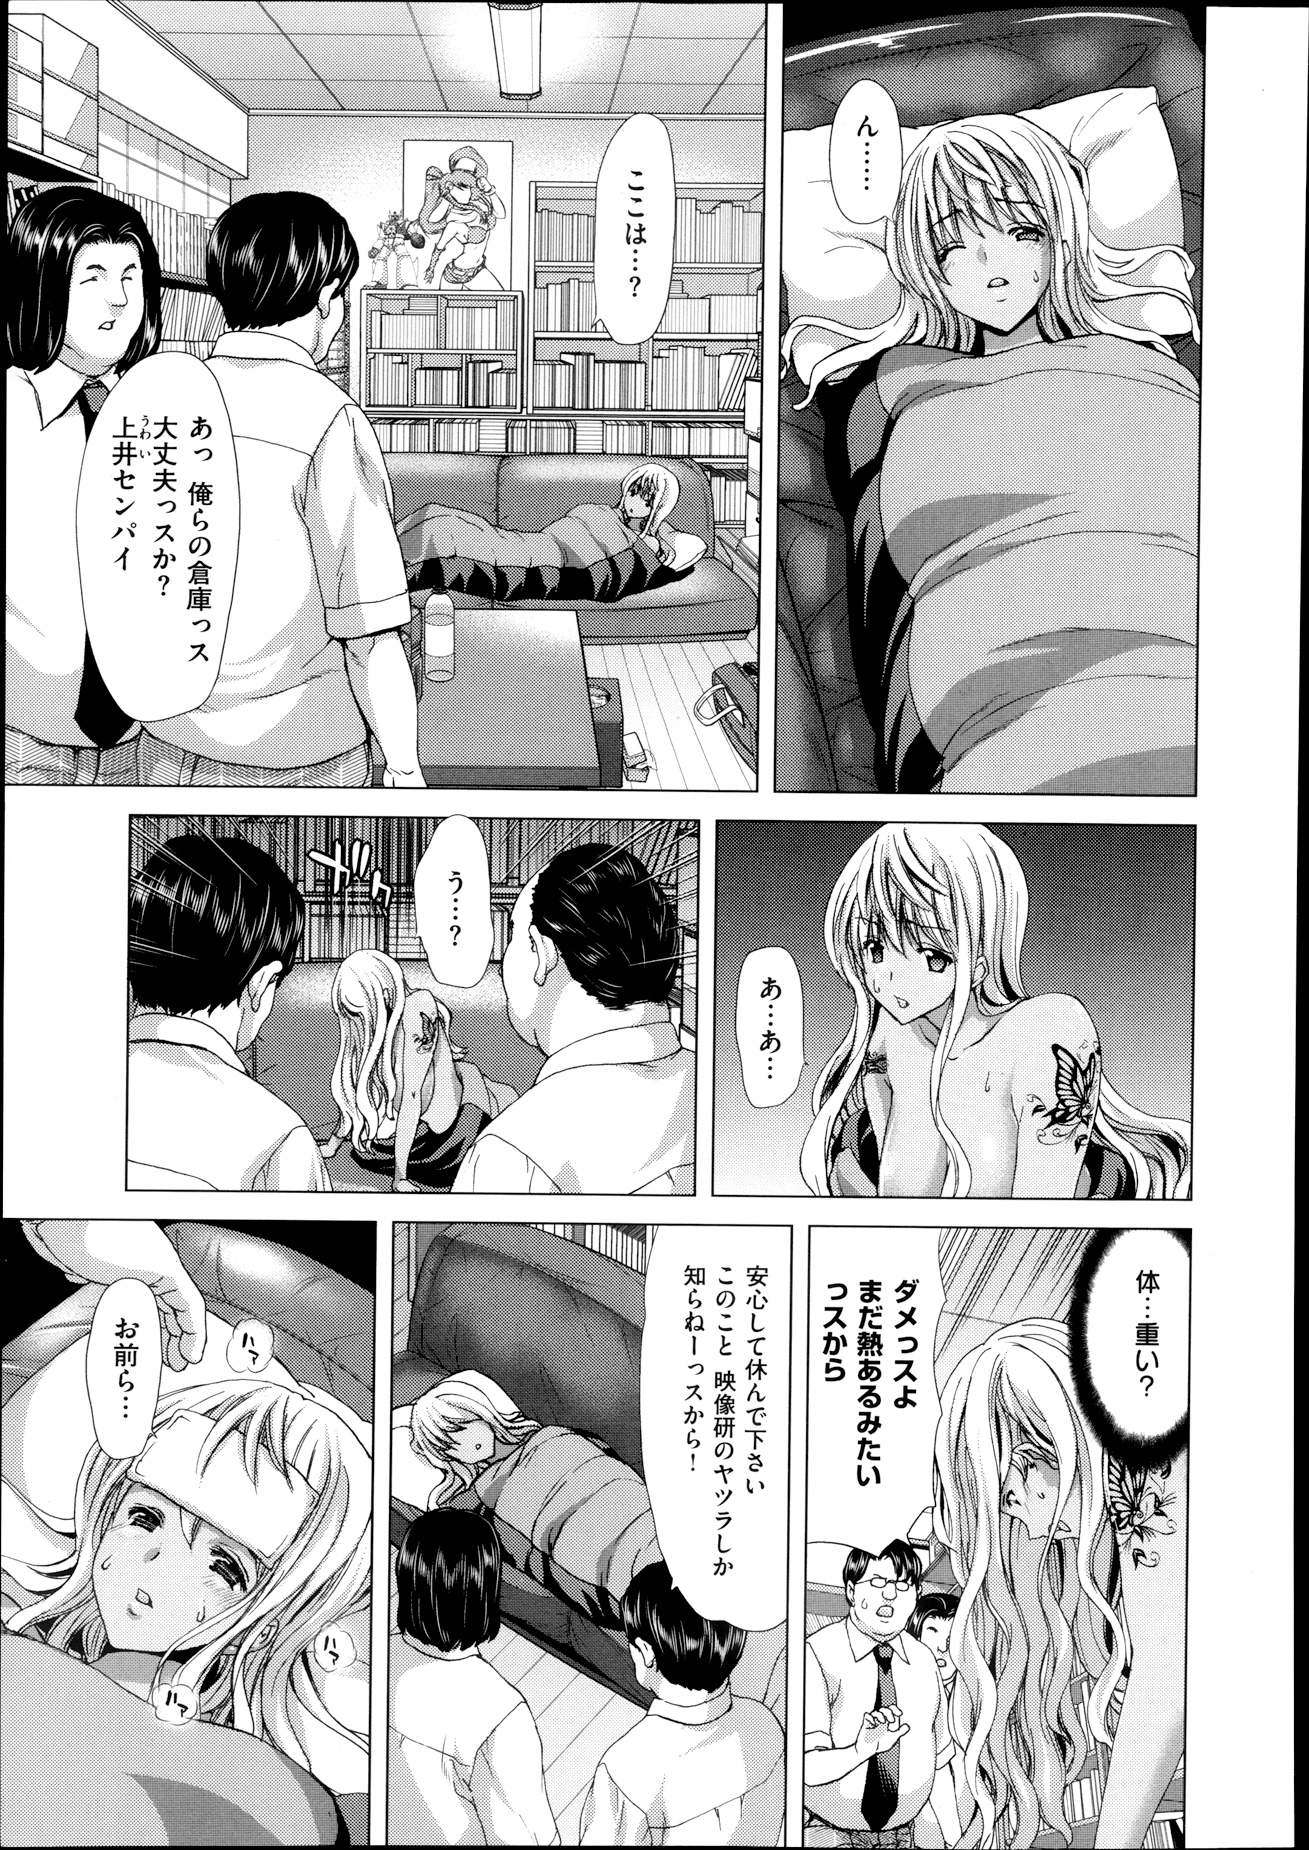 ん……
ここは…？
あっ 俺らの倉庫っス
大丈夫っスか？
上井センパイ
うわい
あ…あ…
う…？
ズ"クッ
体…重い？
ダメっスよ
まだ熱あるみたい
っスから
安心して休んで下さい
このこと 映像研のヤツラしか
知らねーっスから！
お前ら…
ハァ
ハァ
ハァ